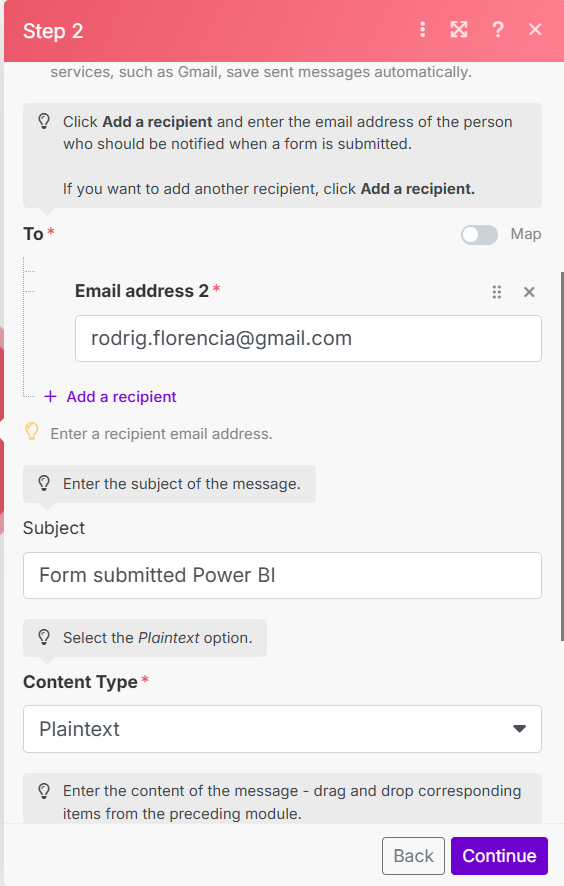 Step 2
services, such as Gmail, save sent messages automatically.
Click Add a recipient and enter the email address of the person
who should be notified when a form is submitted.
If you want to add another recipient, click Add a recipient.
To *
Map
Email address 2 *
rodrig.florencia@gmail.com
+ Add a recipient
Enter a recipient email address.
Enter the subject of the message.
Subject
Form submitted Power BI
Select the Plaintext option.
Content Type *
Plaintext
Enter the content of the message - drag and drop corresponding
items from the preceding module.
Back
Continue